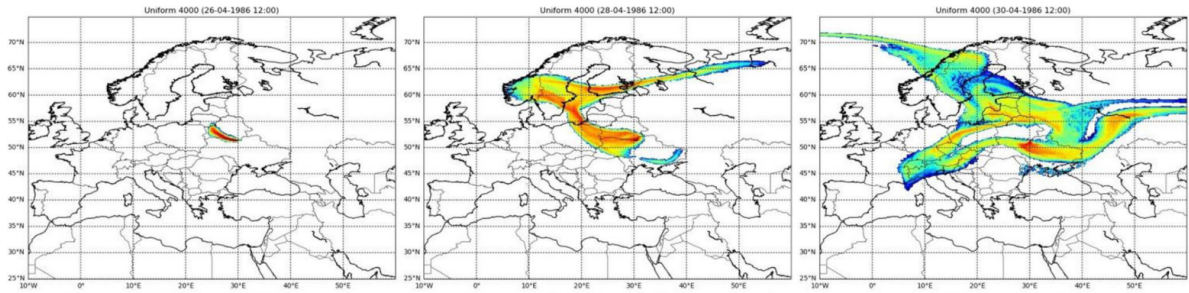 Uniform 4000 (26-04-1986 12:00)
70°N
65°N
60°N
55°N
50°N
45°N
40°N
35°N
30°N
25°N
10°W 0° 10°E 20°E 30°E 40°E 50°E
Uniform 4000 (28-04-1986 12:00)
70°N
65°N
60°N
55°N
50°N
45°N
40°N
35°N
30°N
25°N
10°W 0° 10°E 20°E 30°E 40°E 50°E
Uniform 4000 (30-04-1986 12:00)
70°N
65°N
60°N
55°N
50°N
45°N
40°N
35°N
30°N
25°N
10°W 0° 10°E 20°E 30°E 40°E 50°E